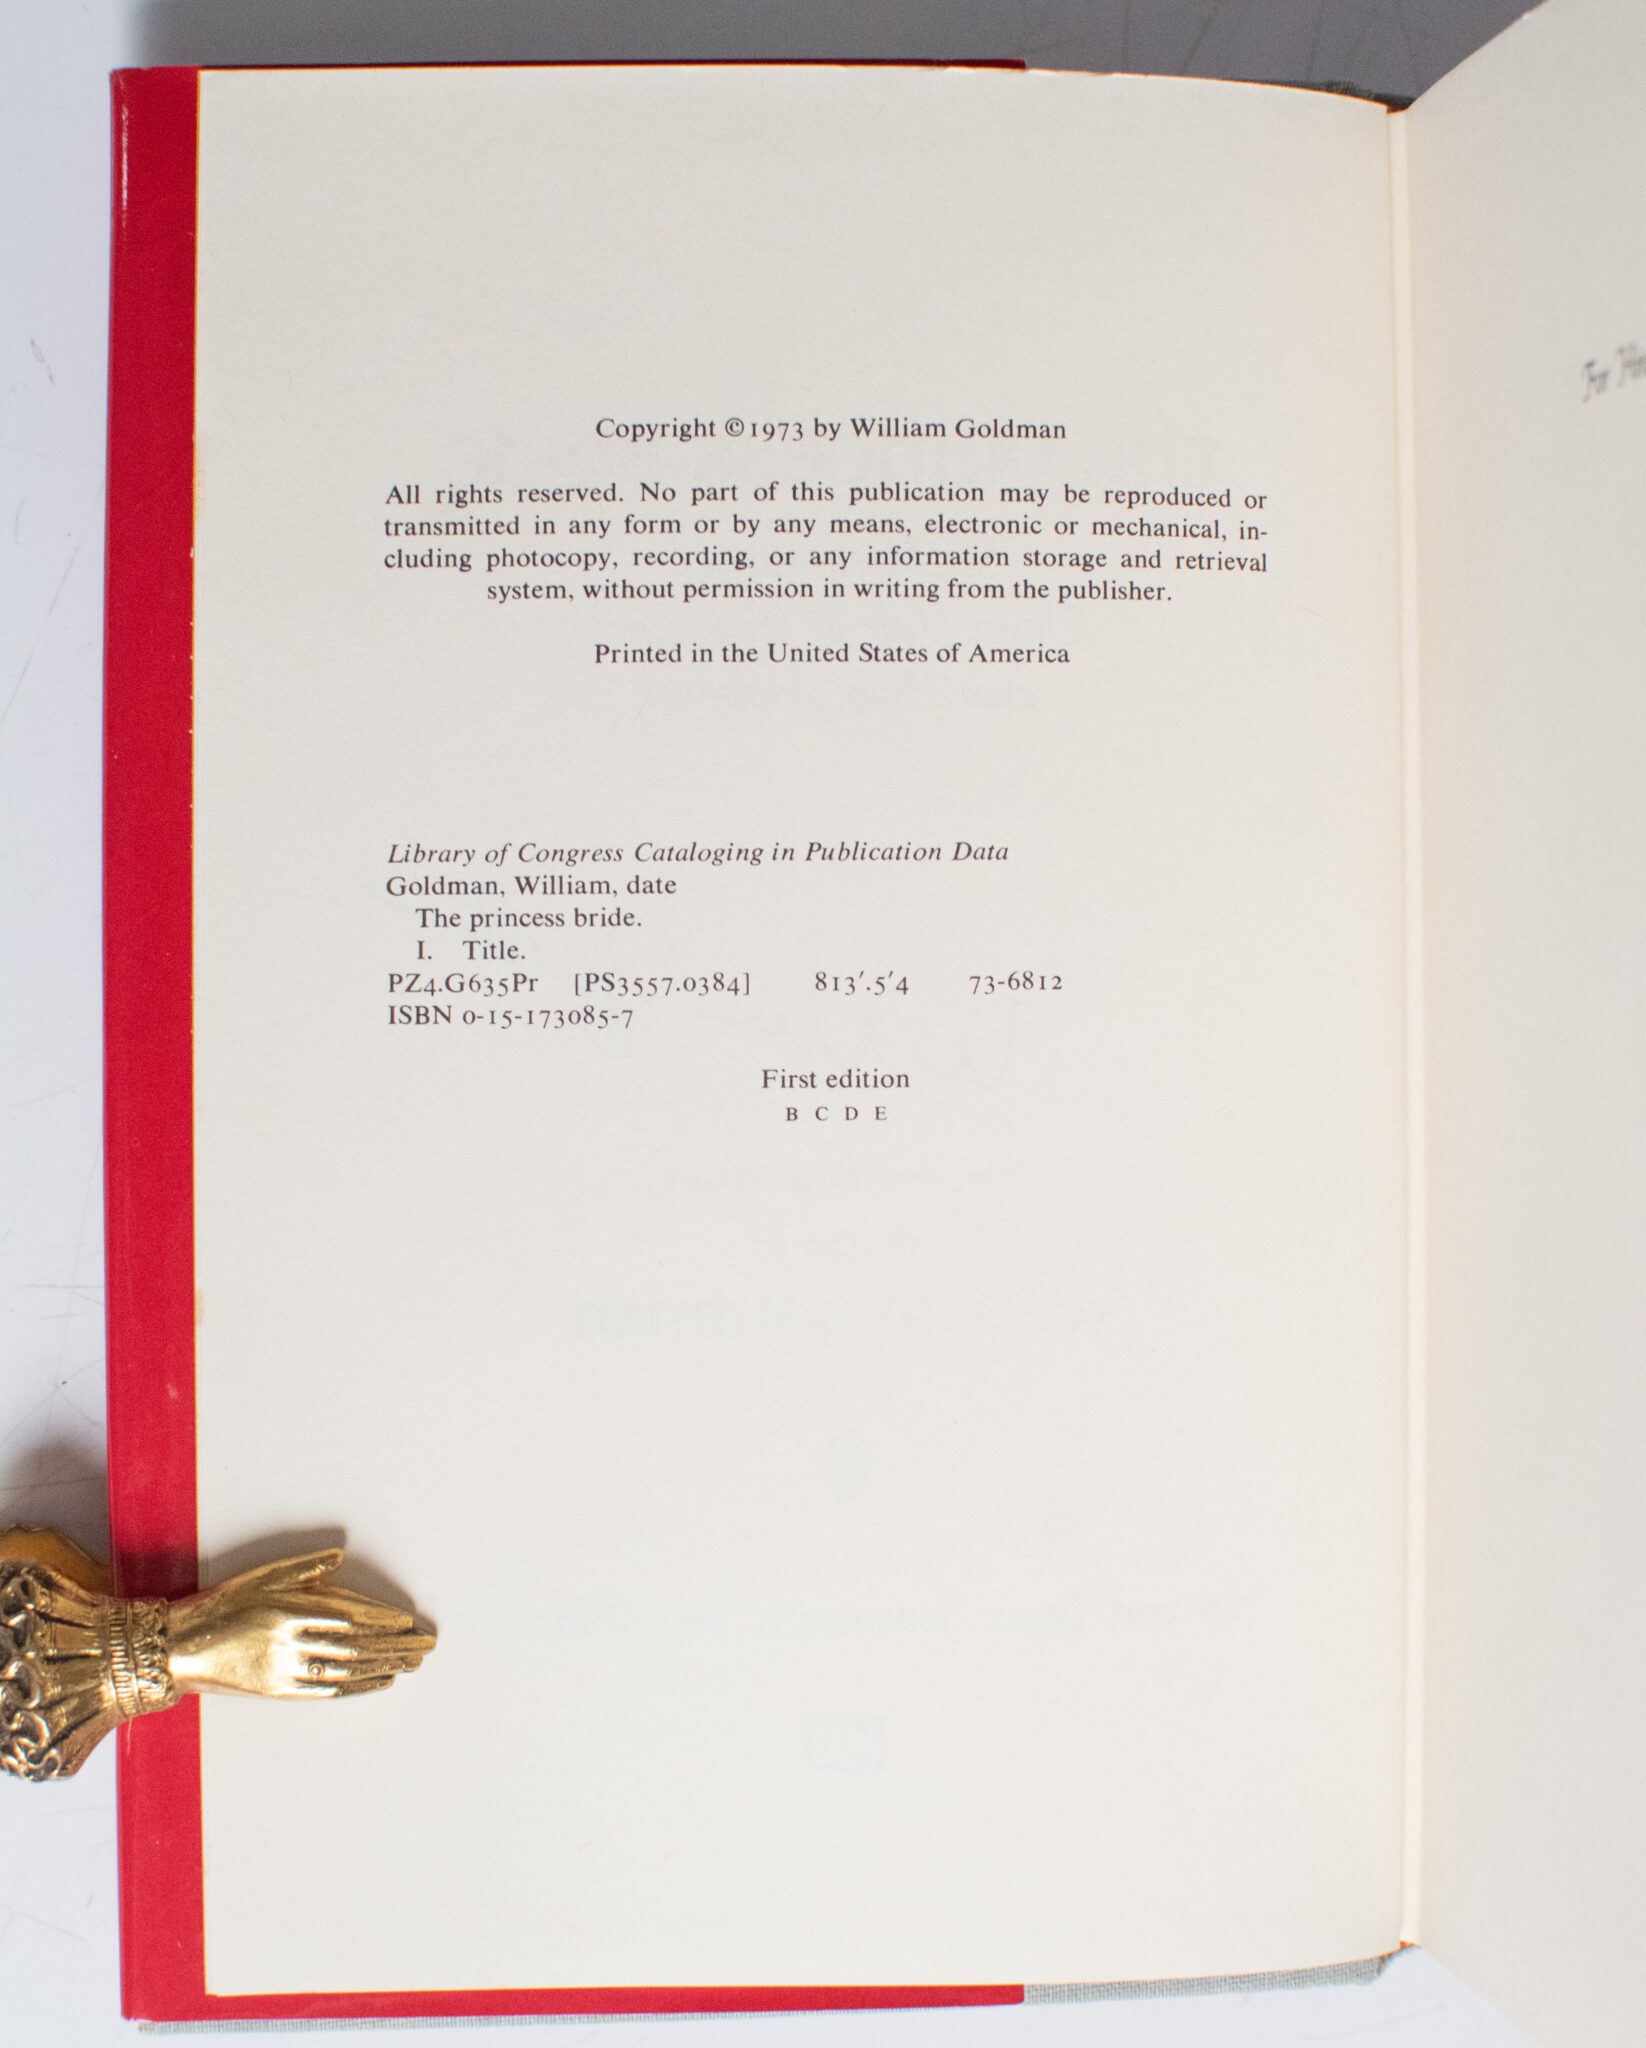 Copyright © 1973 by William Goldman
All rights reserved. No part of this publication may be reproduced or
transmitted in any form or by any means, electronic or mechanical, in-
cluding photocopy, recording, or any information storage and retrieval
system, without permission in writing from the publisher.
Printed in the United States of America
Library of Congress Cataloging in Publication Data
Goldman, William, date
The princess bride.
I. Title.
PZ4.G635Pr [PS3557.0384] 813'.5'4 73-6812
ISBN 0-15-173085-7
First edition
B C D E
For